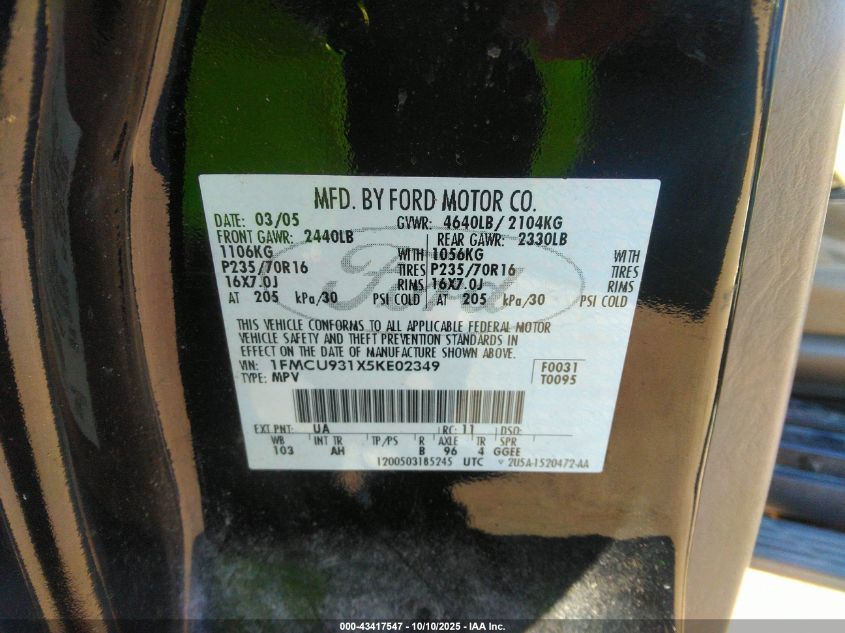 MFD. BY FORD MOTOR CO.
DATE: 03/05 GVWR: 4640LB/ 2104KG
FRONT GAWR: 2440LB REAR GAWR: 2330LB
1106KG WITH 1056KG WITH
P235/70R16 TIRES P235/70R16 TIRES
16X7.0J RIMS 16X7.0J RIMS
AT 205 kPa/30 PSI COLD AT 205 kPa/30 PSI COLD
Ford
THIS VEHICLE CONFORMS TO ALL APPLICABLE FEDERAL MOTOR
VEHICLE SAFETY AND THEFT PREVENTION STANDARDS IN
EFFECT ON THE DATE OF MANUFACTURE SHOWN ABOVE.
VIN: 1FMCU931X5KE02349 F0031
TYPE: MPV T0095
EXT PNT: UA RC: 11 DSO:
WB INT TR TP/PS R AXLE TR SPR
103 AH B 96 4 GGEE
1200503185245 UTC 2U5A-1520472-AA
000-43417547 - 10/10/2025 - IAA Inc.